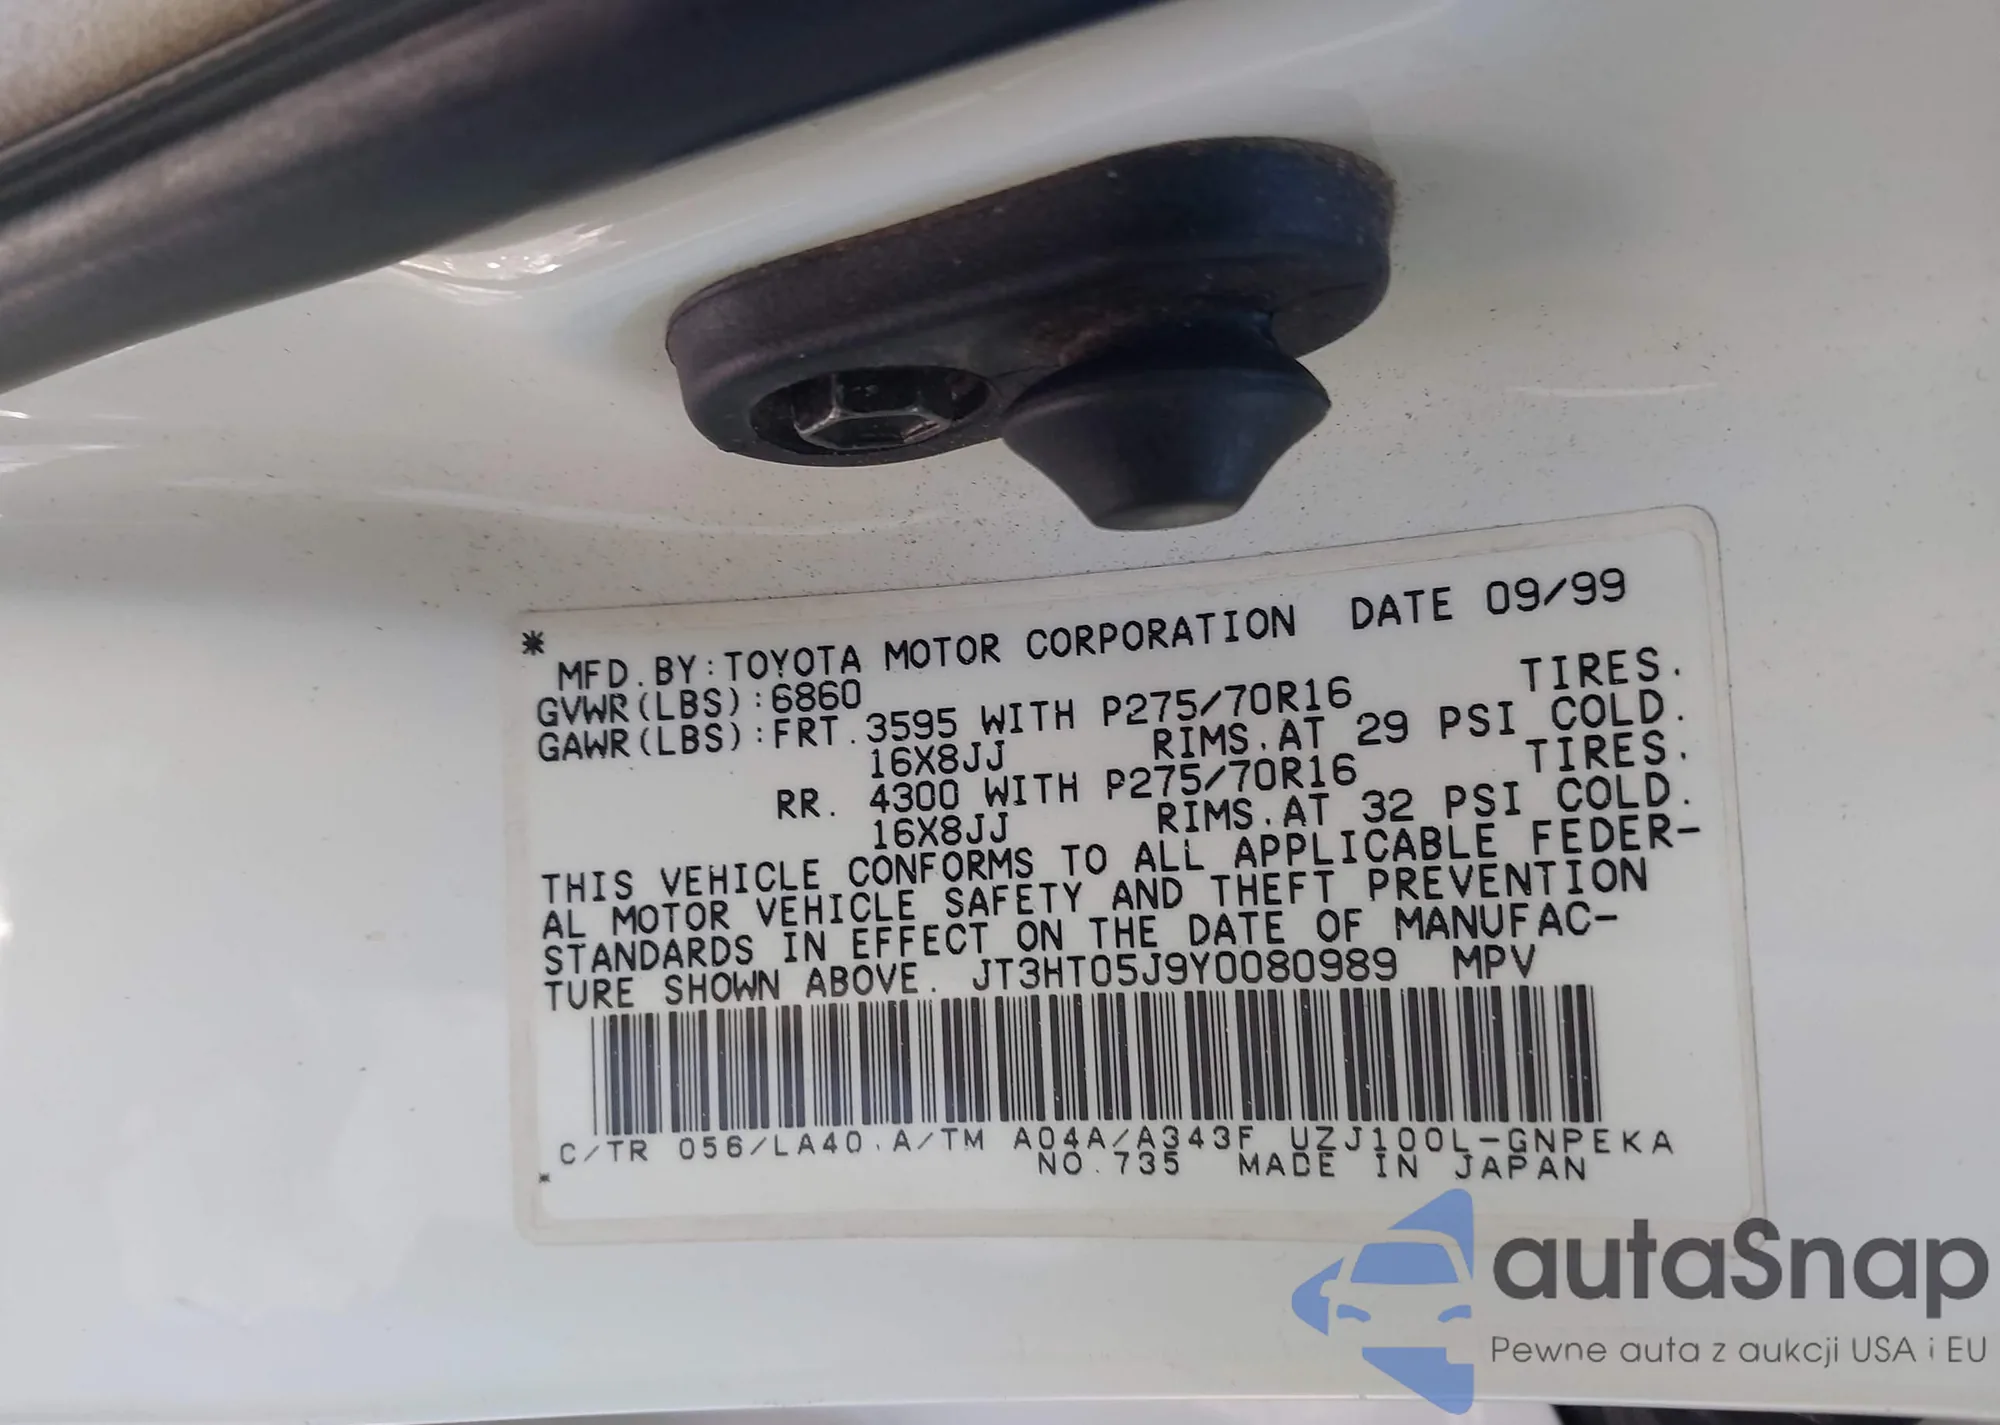 *
MFD.BY:TOYOTA MOTOR CORPORATION DATE 09/99
GVWR(LBS):6860
GAWR(LBS):FRT.3595 WITH P275/70R16 TIRES.
16X8JJ RIMS.AT 29 PSI COLD.
RR. 4300 WITH P275/70R16 TIRES.
16X8JJ RIMS.AT 32 PSI COLD.
THIS VEHICLE CONFORMS TO ALL APPLICABLE FEDER-
AL MOTOR VEHICLE SAFETY AND THEFT PREVENTION
STANDARDS IN EFFECT ON THE DATE OF MANUFAC-
TURE SHOWN ABOVE. JT3HT05J9Y0080989 MPV
C/TR 056/LA40.A/TM A04A/A343F UZJ100L-GNPEKA
* NO.735 MADE IN JAPAN
autaSnap
Pewne auta z aukcji USA i EU